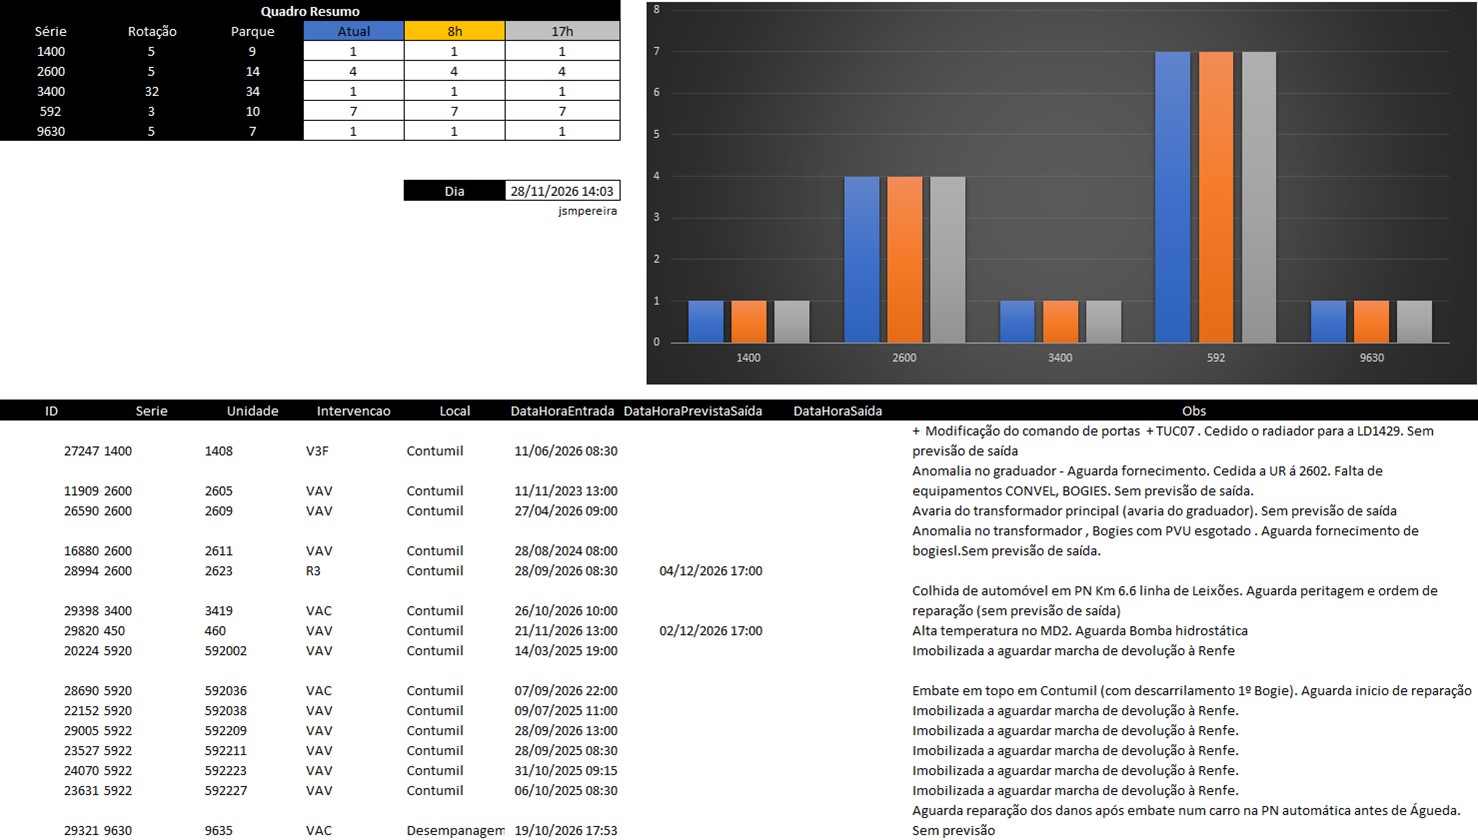 Quadro Resumo
Série Rotação Parque Atual 8h 17h
1400 5 9 1 1 1
2600 5 14 4 4 4
3400 32 34 1 1 1
592 3 10 7 7 7
9630 5 7 1 1 1
Dia 28/11/2026 14:03
jsmpereira
8
7
6
5
4
3
2
1
0
1400 2600 3400 592 9630
ID Serie Unidade Intervencao Local DataHoraEntrada DataHoraPrevistaSaída DataHoraSaída Obs
+ Modificação do comando de portas + TUC07 . Cedido o radiador para a LD1429. Sem
27247 1400 1408 V3F Contumil 11/06/2026 08:30 previsão de saída
Anomalia no graduador - Aguarda fornecimento. Cedida a UR á 2602. Falta de
11909 2600 2605 VAV Contumil 11/11/2023 13:00 equipamentos CONVEL, BOGIES. Sem previsão de saída.
26590 2600 2609 VAV Contumil 27/04/2026 09:00 Avaria do transformador principal (avaria do graduador). Sem previsão de saída
Anomalia no transformador , Bogies com PVU esgotado . Aguarda fornecimento de
16880 2600 2611 VAV Contumil 28/08/2024 08:00 bogiesl.Sem previsão de saída.
28994 2600 2623 R3 Contumil 28/09/2026 08:30 04/12/2026 17:00
Colhida de automóvel em PN Km 6.6 linha de Leixões. Aguarda peritagem e ordem de
29398 3400 3419 VAC Contumil 26/10/2026 10:00 reparação (sem previsão de saída)
29820 450 460 VAV Contumil 21/11/2026 13:00 02/12/2026 17:00 Alta temperatura no MD2. Aguarda Bomba hidrostática
20224 5920 592002 VAV Contumil 14/03/2025 19:00 Imobilizada a aguardar marcha de devolução à Renfe
28690 5920 592036 VAC Contumil 07/09/2026 22:00 Embate em topo em Contumil (com descarrilamento 1º Bogie). Aguarda inicio de reparação
22152 5920 592038 VAV Contumil 09/07/2025 11:00 Imobilizada a aguardar marcha de devolução à Renfe.
29005 5922 592209 VAV Contumil 28/09/2026 13:00 Imobilizada a aguardar marcha de devolução à Renfe.
23527 5922 592211 VAV Contumil 28/09/2025 08:30 Imobilizada a aguardar marcha de devolução à Renfe.
24070 5922 592223 VAV Contumil 31/10/2025 09:15 Imobilizada a aguardar marcha de devolução à Renfe.
23631 5922 592227 VAV Contumil 06/10/2025 08:30 Imobilizada a aguardar marcha de devolução à Renfe.
Aguarda reparação dos danos após embate num carro na PN automática antes de Águeda.
29321 9630 9635 VAC Desempanagem 19/10/2026 17:53 Sem previsão